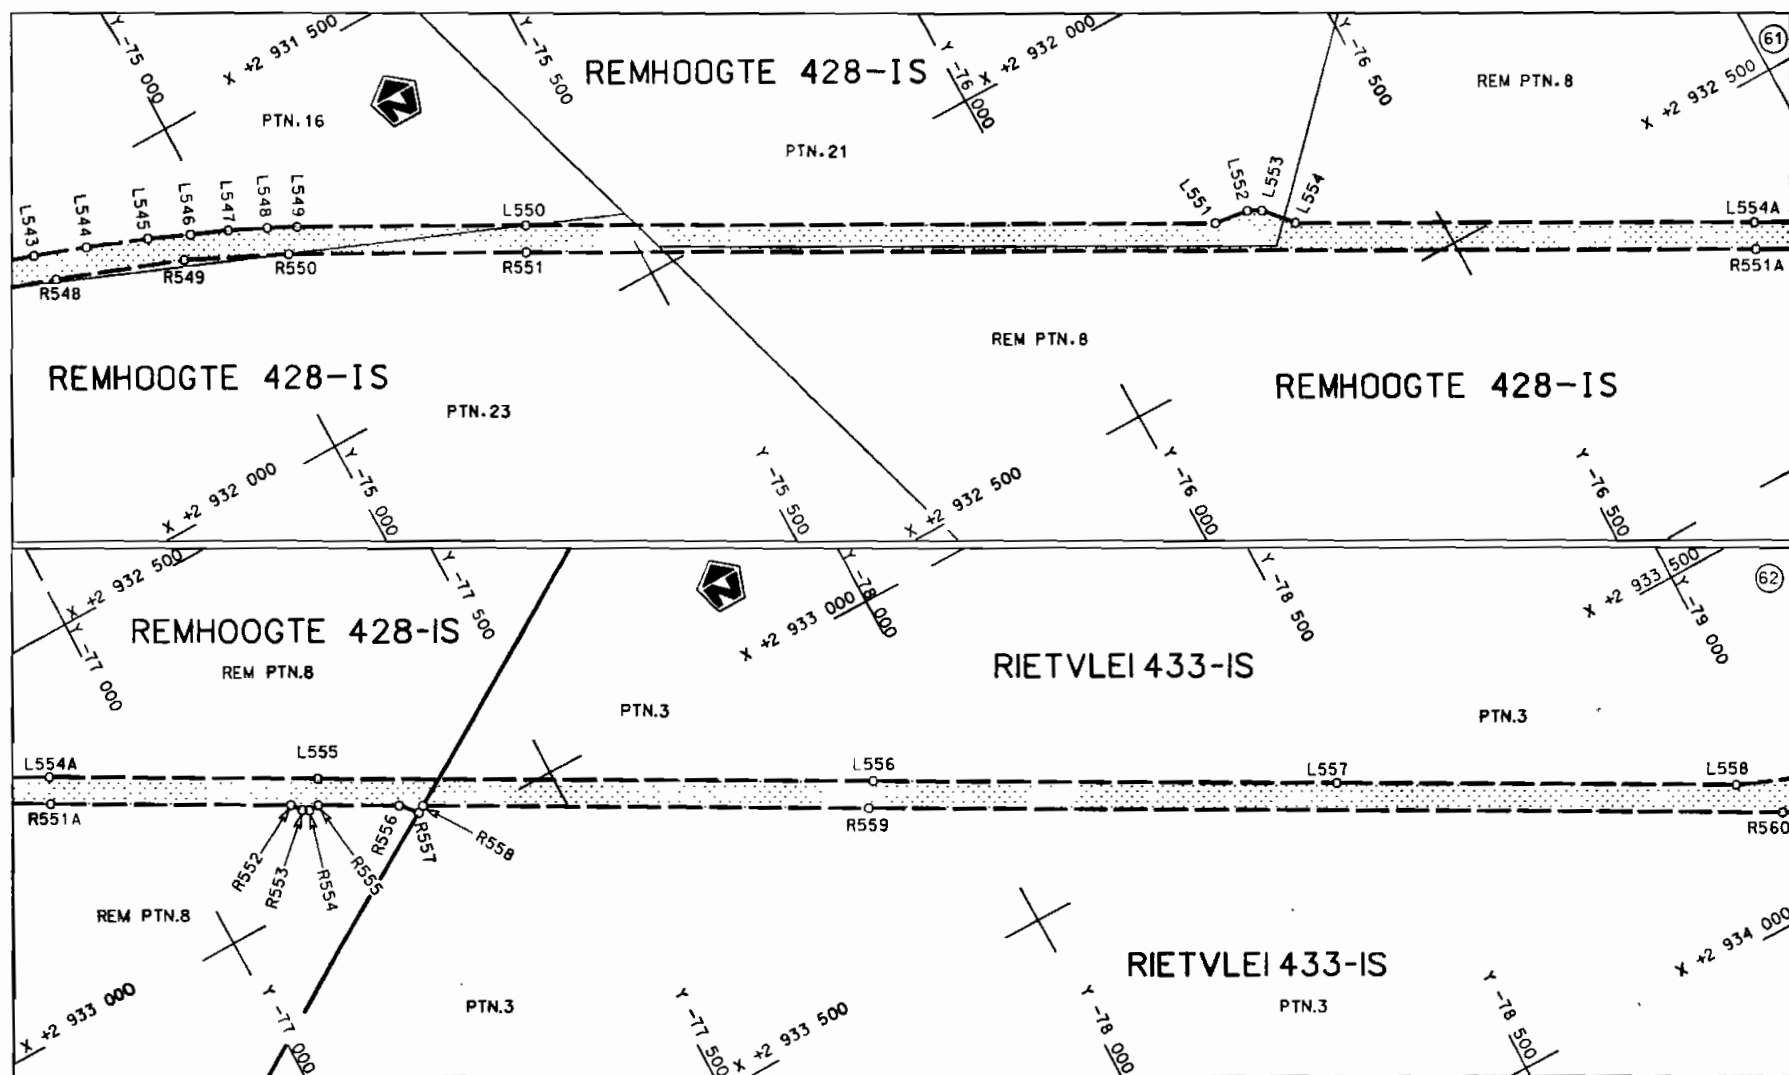 Y -75 000
X +2 931 500
Y -75 500
REMHOOGTE 428-IS
Y -76 000
X +2 932 000
Y -76 500
REM PTN.8
X +2 932 500
61
PTN.16
N
PTN.21
L543
L544
L545
L546
L547
L548
L549
L550
L551
L552
L553
L554
L554A
R548
R549
R550
R551
R551A
REM PTN.8
REMHOOGTE 428-IS
REMHOOGTE 428-IS
PTN.23
X +2 932 000
Y -75 000
Y -75 500
X +2 932 500
Y -76 000
Y -76 500
X +2 932 500
Y -77 000
Y -77 500
N
X +2 933 000
Y -78 000
Y -78 500
X +2 933 500
Y -79 000
62
REMHOOGTE 428-IS
REM PTN.8
RIETVLEI 433-IS
PTN.3
PTN.3
L554A
L555
L556
L557
L558
R551A
R552
R553
R554
R555
R556
R557
R558
R559
R560
REM PTN.8
RIETVLEI 433-IS
PTN.3
PTN.3
X +2 933 000
Y -77 000
Y -77 500
X +2 933 500
Y -78 000
Y -78 500
X +2 934 000